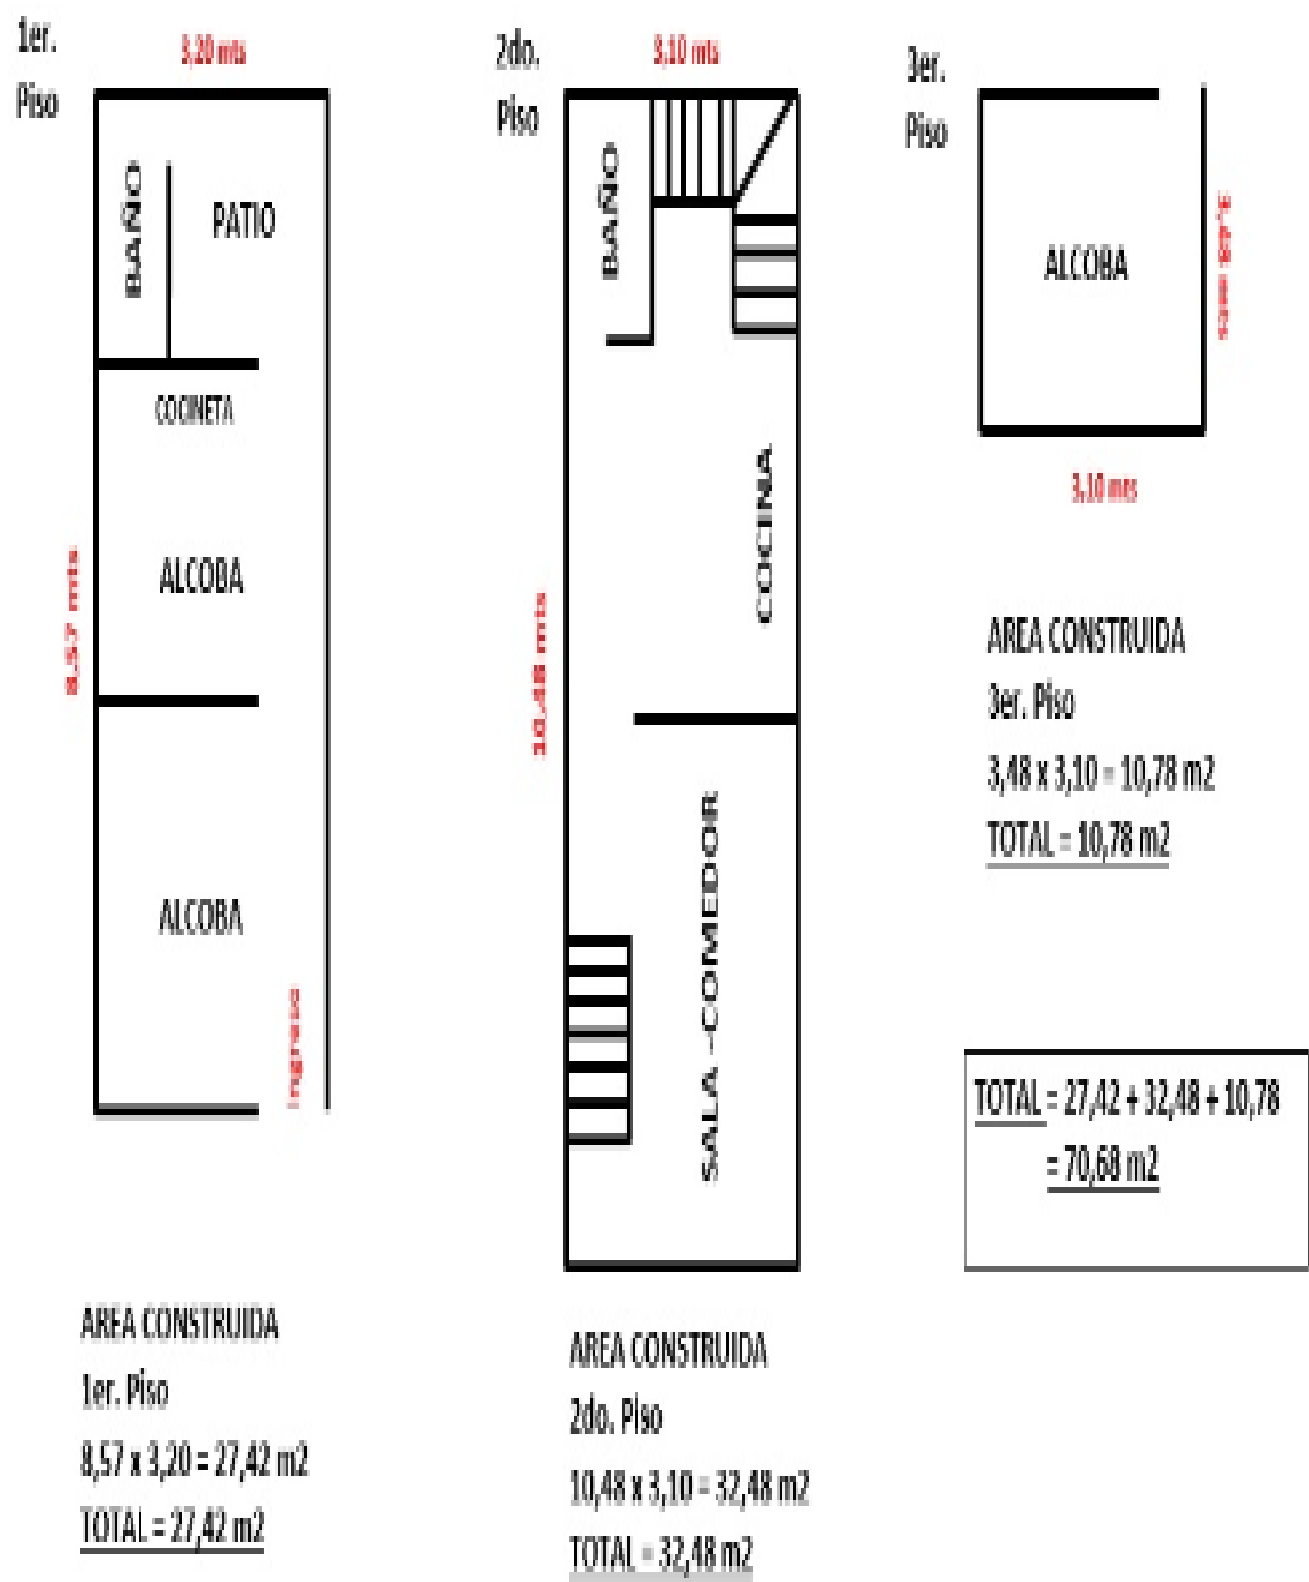 1er.
Piso
3,20 mts
BAÑO
PATIO
COCINETA
ALCOBA
8,57 mts
ALCOBA
Ingreso
AREA CONSTRUIDA
1er. Piso
8,57 x 3,20 = 27,42 m2
TOTAL = 27,42 m2
2do.
Piso
3,10 mts
BAÑO
COCINA
10,48 mts
SALA -COMEDOR
AREA CONSTRUIDA
2do. Piso
10,48 x 3,10 = 32,48 m2
TOTAL = 32,48 m2
3er.
Piso
ALCOBA
3,48 mts
3,10 mts
AREA CONSTRUIDA
3er. Piso
3,48 x 3,10 = 10,78 m2
TOTAL = 10,78 m2
TOTAL = 27,42 + 32,48 + 10,78
= 70,68 m2